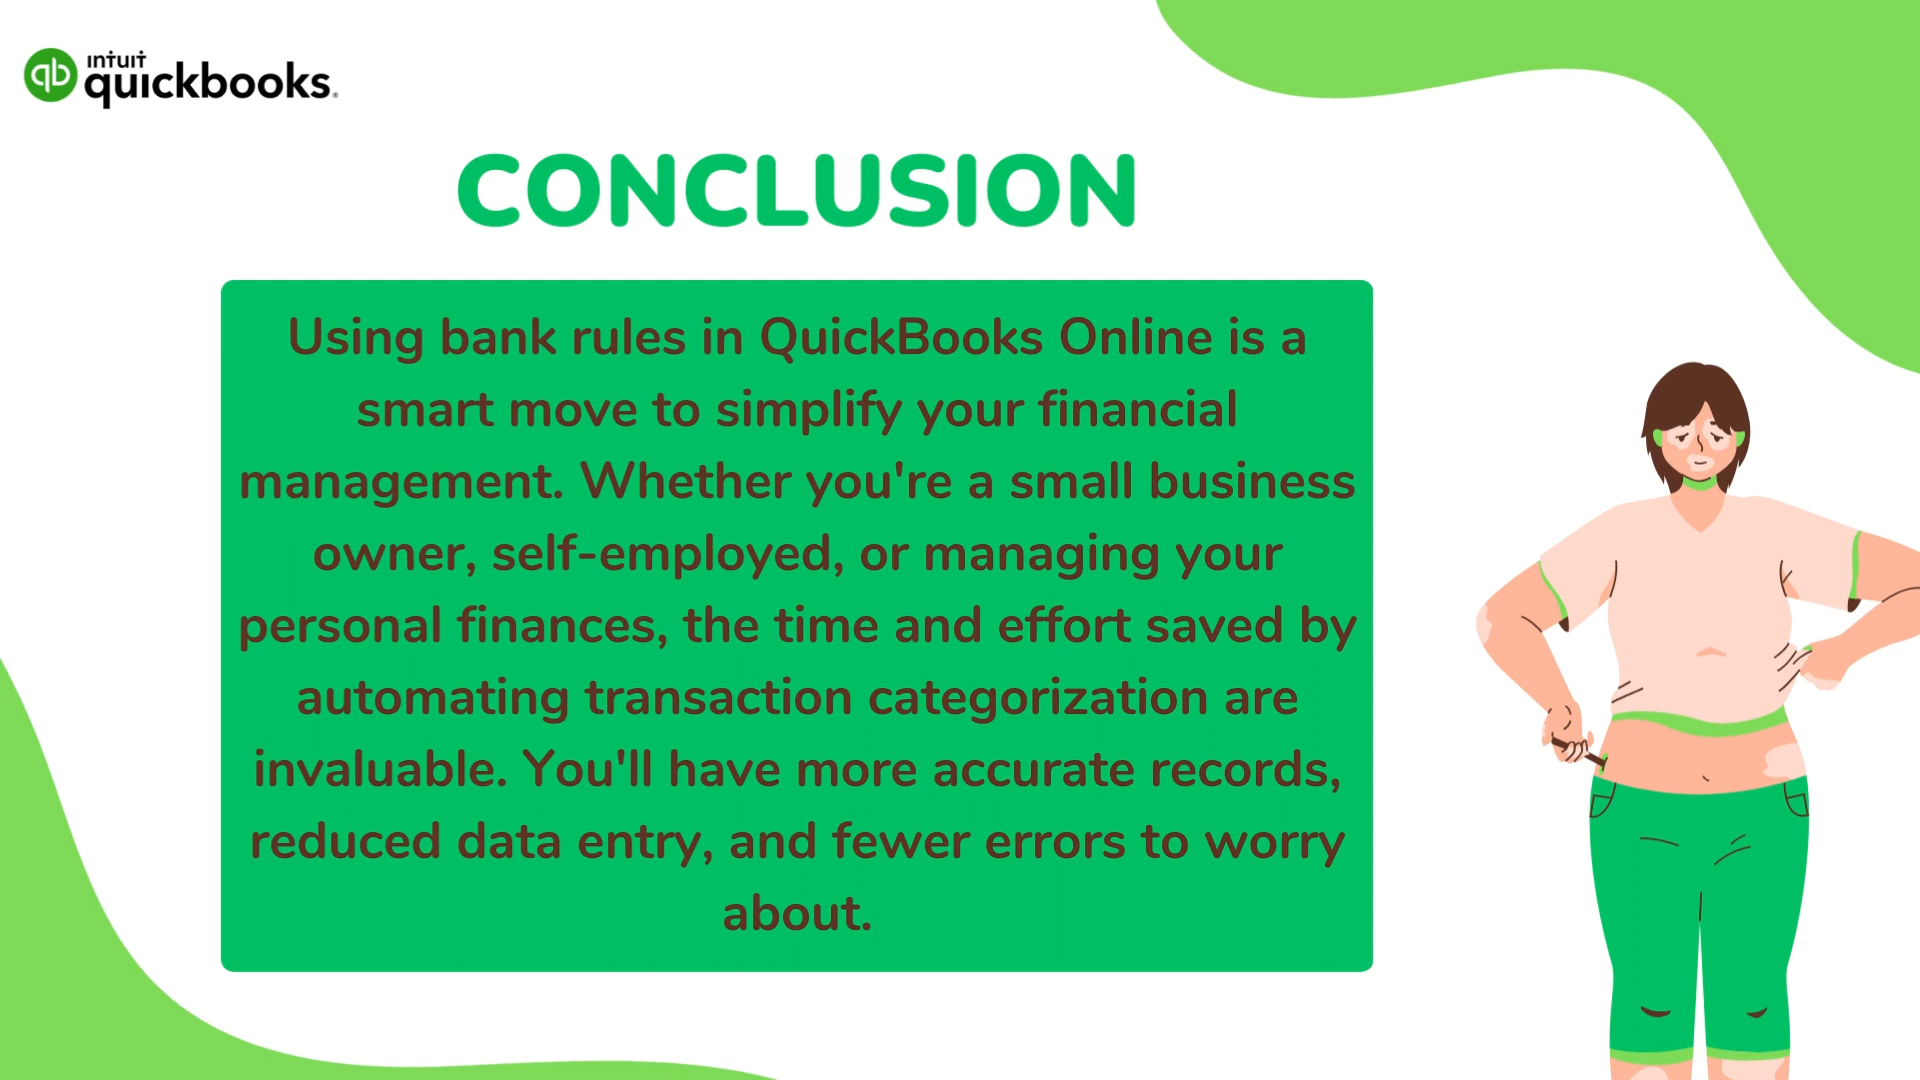 qb
ıntuıt
quickbooks.
CONCLUSION
Using bank rules in QuickBooks Online is a
smart move to simplify your financial
management. Whether you're a small business
owner, self-employed, or managing your
personal finances, the time and effort saved by
automating transaction categorization are
invaluable. You'll have more accurate records,
reduced data entry, and fewer errors to worry
about.